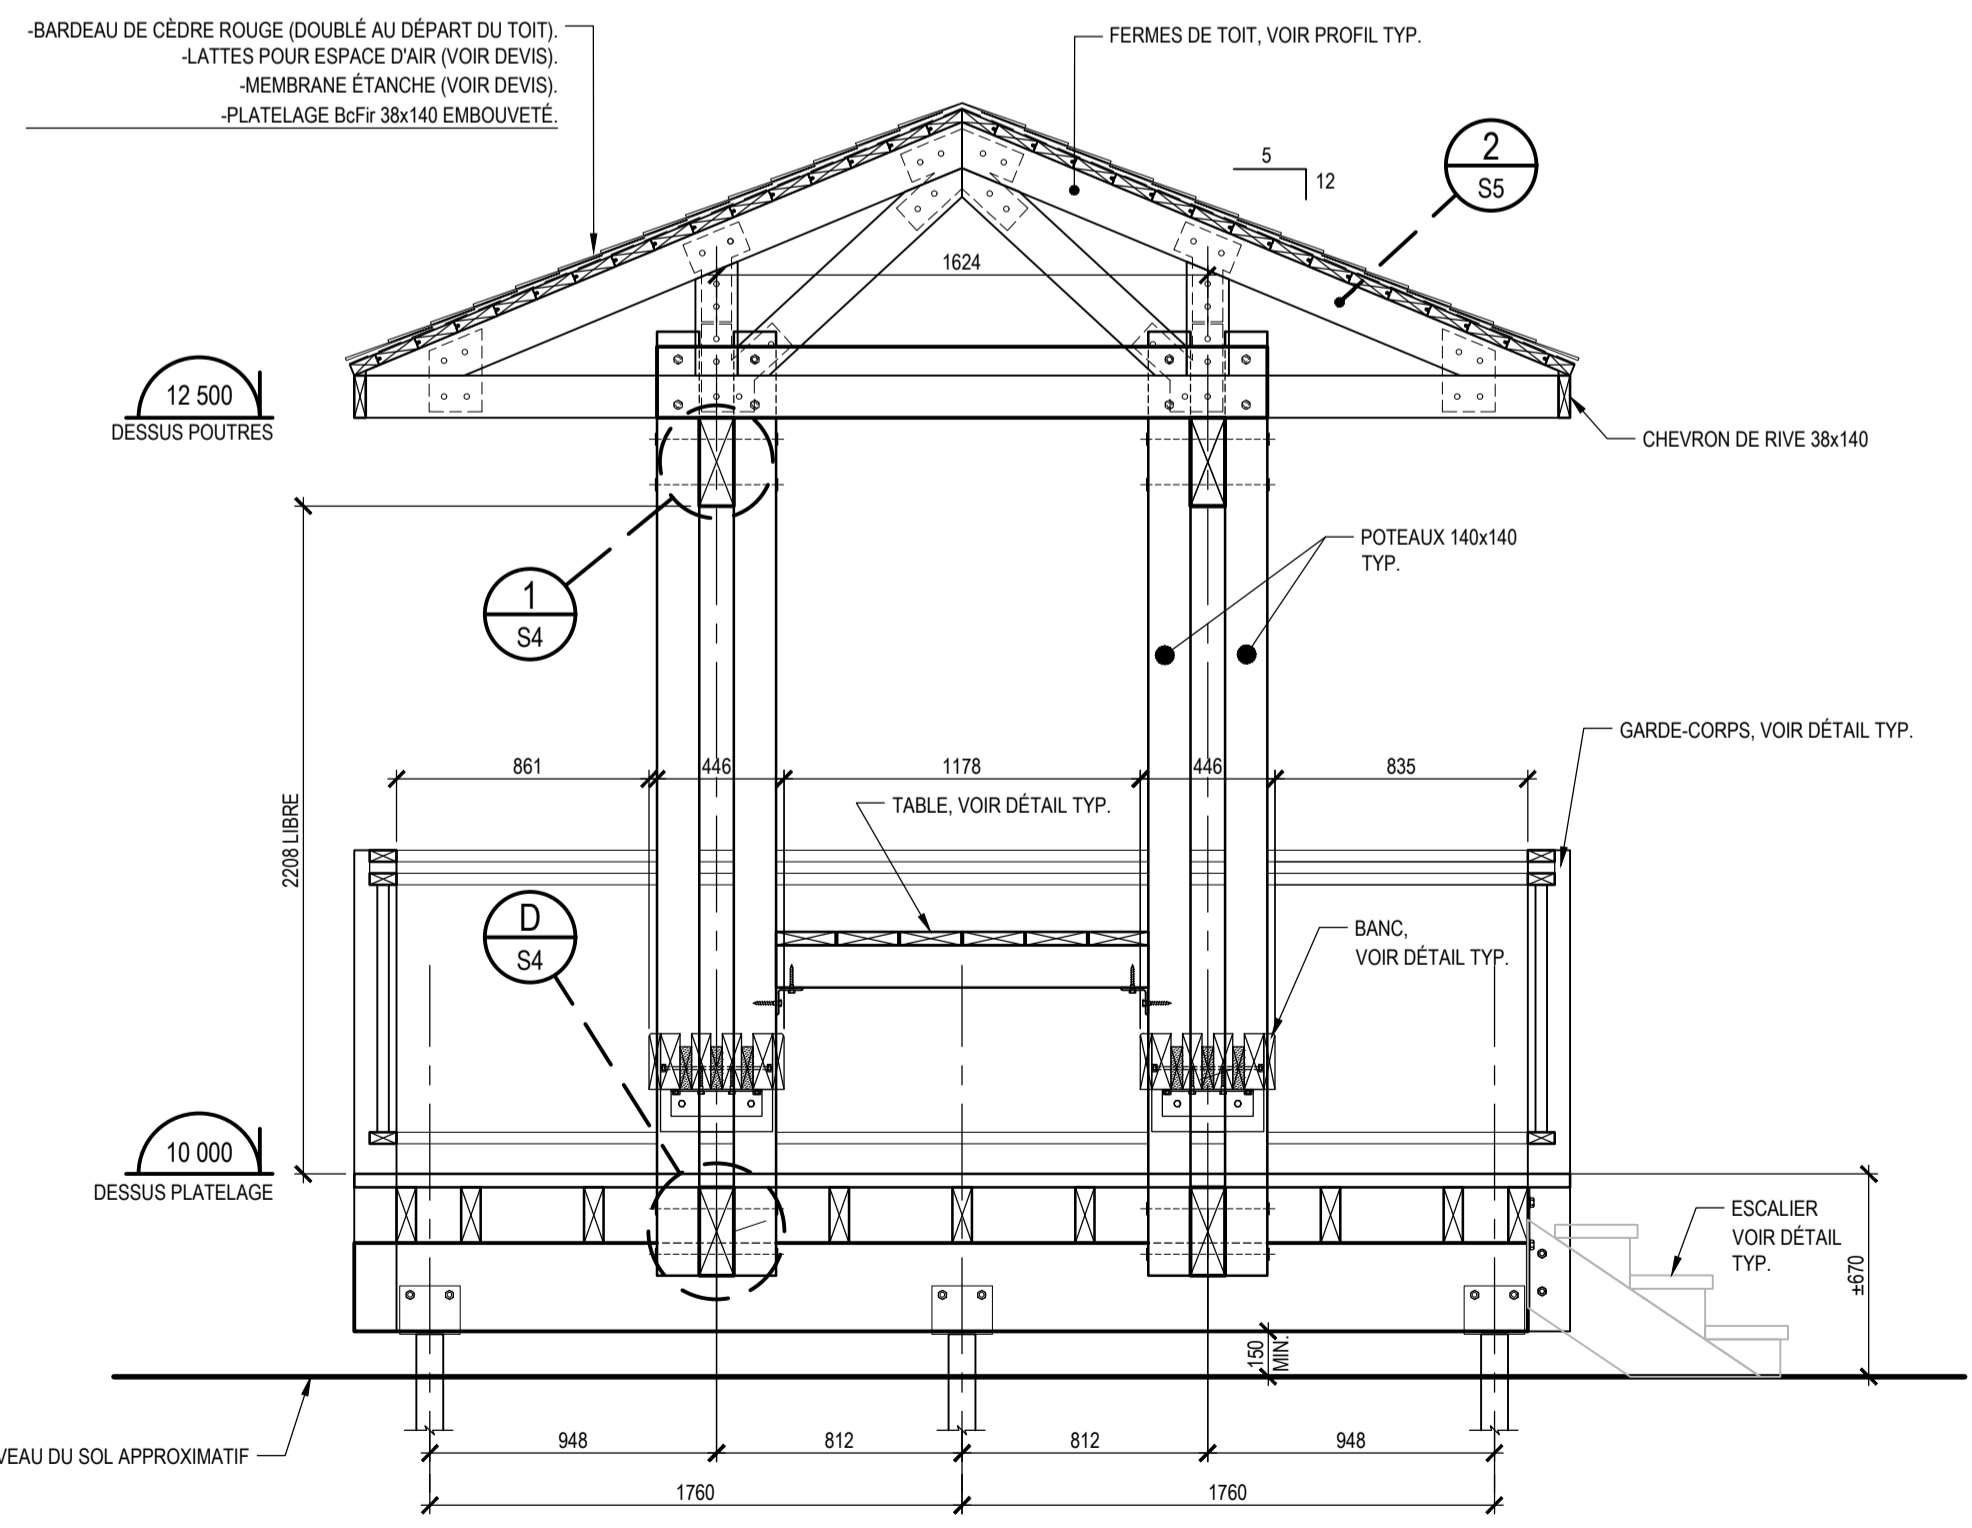 -BARDEAU DE CÈDRE ROUGE (DOUBLÉ AU DÉPART DU TOIT).
-LATTES POUR ESPACE D'AIR (VOIR DEVIS).
-MEMBRANE ÉTANCHE (VOIR DEVIS).
-PLATELAGE BcFir 38x140 EMBOUVETÉ.
FERMES DE TOIT, VOIR PROFIL TYP.
5
12
2
S5
1624
12 500
DESSUS POUTRES
CHEVRON DE RIVE 38x140
1
S4
POTEAUX 140x140
TYP.
GARDE-CORPS, VOIR DÉTAIL TYP.
861
446
1178
446
835
TABLE, VOIR DÉTAIL TYP.
2208 LIBRE
D
S4
BANC,
VOIR DÉTAIL TYP.
10 000
DESSUS PLATELAGE
ESCALIER
VOIR DÉTAIL
TYP.
±670
150
MIN.
VEAU DU SOL APPROXIMATIF
948
812
812
948
1760
1760